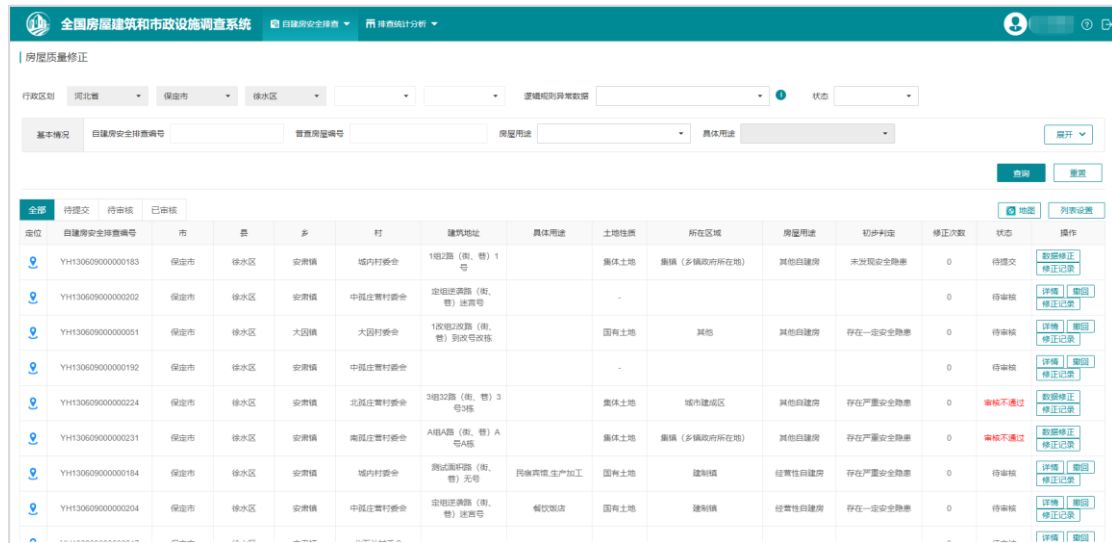 全国房屋建筑和市政设施调查系统 自建房安全排查 排查统计分析
房屋质量修正
行政区划 河北省 保定市 徐水区 逻辑规则异常数据 状态
基本情况 自建房安全排查编号 普查房屋编号 房屋用途 具体用途 展开
查询 重置
全部 待提交 待审核 已审核 地图 列表设置
定位 自建房安全排查编号 市 县 乡 村 建筑地址 具体用途 土地性质 所在区域 房屋用途 初步判定 修正次数 状态 操作
YH130609000000183 保定市 徐水区 安肃镇 城内村委会 1组2路（街、巷）1号 集体土地 集镇（乡镇政府所在地） 其他自建房 未发现安全隐患 0 待提交 数据修正 修正记录
YH130609000000202 保定市 徐水区 安肃镇 中孤庄营村委会 定组逆袭路（街、巷）迷宫号 - 0 待审核 详情 撤回 修正记录
YH130609000000051 保定市 徐水区 大因镇 大因村委会 1改组2改路（街、巷）到改号改栋 国有土地 其他 其他自建房 存在一定安全隐患 0 待审核 详情 撤回 修正记录
YH130609000000192 保定市 徐水区 安肃镇 中孤庄营村委会 - 0 待审核 详情 撤回 修正记录
YH130609000000224 保定市 徐水区 安肃镇 北孤庄营村委会 3组32路（街、巷）3号3栋 集体土地 城市建成区 其他自建房 存在严重安全隐患 0 审核不通过 数据修正 修正记录
YH130609000000231 保定市 徐水区 安肃镇 南孤庄营村委会 A组A路（街、巷）A号A栋 集体土地 集镇（乡镇政府所在地） 其他自建房 存在严重安全隐患 0 审核不通过 数据修正 修正记录
YH130609000000184 保定市 徐水区 安肃镇 城内村委会 测试面积路（街、巷）无号 民宿宾馆,生产加工 国有土地 建制镇 经营性自建房 存在严重安全隐患 0 待审核 详情 撤回 修正记录
YH130609000000204 保定市 徐水区 安肃镇 中孤庄营村委会 定组逆袭路（街、巷）迷宫号 餐饮饭店 国有土地 建制镇 经营性自建房 存在一定安全隐患 0 待审核 详情 撤回 修正记录
详情 撤回